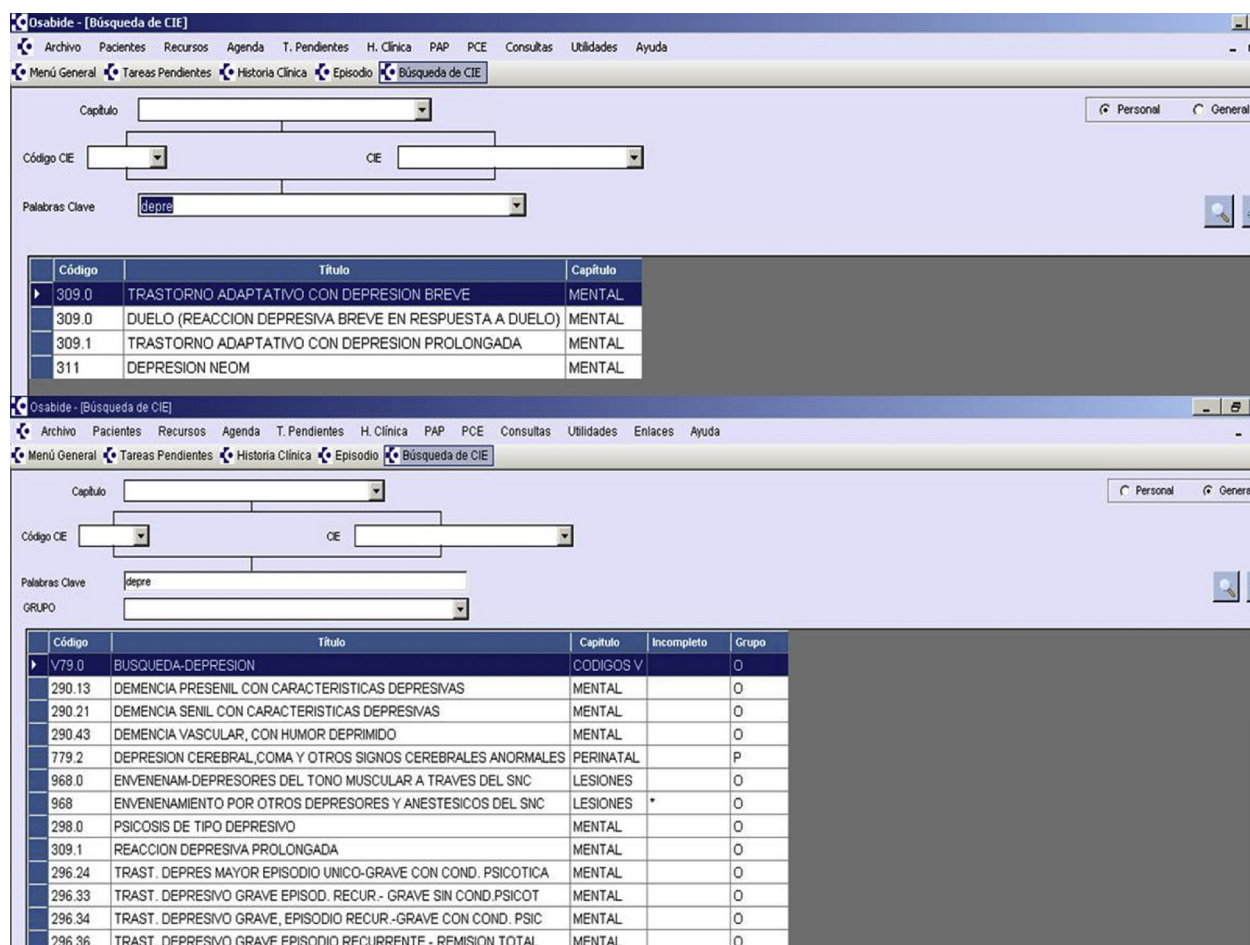 Osabide - [Búsqueda de CIE]
Archivo Pacientes Recursos Agenda T. Pendientes H. Clínica PAP PCE Consultas Utilidades Ayuda
Menú General Tareas Pendientes Historia Clínica Episodio Búsqueda de CIE
Capítulo
Personal General
Código CIE CIE
Palabras Clave depre
Código Título Capítulo
309.0 TRASTORNO ADAPTATIVO CON DEPRESION BREVE MENTAL
309.0 DUELO (REACCION DEPRESIVA BREVE EN RESPUESTA A DUELO) MENTAL
309.1 TRASTORNO ADAPTATIVO CON DEPRESION PROLONGADA MENTAL
311 DEPRESION NEOM MENTAL
Osabide - [Búsqueda de CIE]
Archivo Pacientes Recursos Agenda T. Pendientes H. Clínica PAP PCE Consultas Utilidades Enlaces Ayuda
Menú General Tareas Pendientes Historia Clínica Episodio Búsqueda de CIE
Capítulo
Personal Genera
Código CIE CIE
Palabras Clave depre
GRUPO
Código Título Capítulo Incompleto Grupo
V79.0 BUSQUEDA-DEPRESION CODIGOS V O
290.13 DEMENCIA PRESENIL CON CARACTERISTICAS DEPRESIVAS MENTAL O
290.21 DEMENCIA SENIL CON CARACTERISTICAS DEPRESIVAS MENTAL O
290.43 DEMENCIA VASCULAR, CON HUMOR DEPRIMIDO MENTAL O
779.2 DEPRESION CEREBRAL,COMA Y OTROS SIGNOS CEREBRALES ANORMALES PERINATAL P
968.0 ENVENENAM-DEPRESORES DEL TONO MUSCULAR A TRAVES DEL SNC LESIONES O
968 ENVENENAMIENTO POR OTROS DEPRESORES Y ANESTESICOS DEL SNC LESIONES * O
298.0 PSICOSIS DE TIPO DEPRESIVO MENTAL O
309.1 REACCION DEPRESIVA PROLONGADA MENTAL O
296.24 TRAST. DEPRES MAYOR EPISODIO UNICO-GRAVE CON COND. PSICOTICA MENTAL O
296.33 TRAST. DEPRESIVO GRAVE EPISOD. RECUR.- GRAVE SIN COND.PSICOT MENTAL O
296.34 TRAST. DEPRESIVO GRAVE, EPISODIO RECUR.-GRAVE CON COND. PSIC MENTAL O
296.36 TRAST. DEPRESIVO GRAVE EPISODIO RECURRENTE - REMISION TOTAL MENTAL O